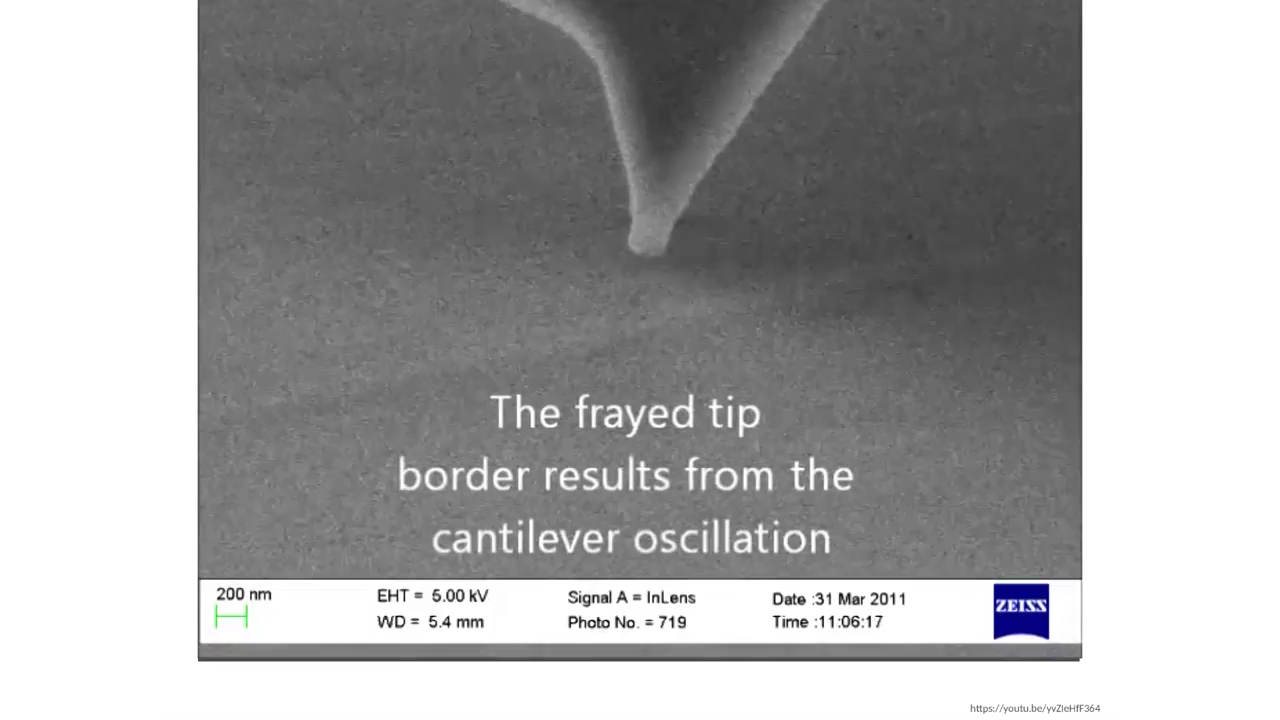 The frayed tip
border results from the
cantilever oscillation
200 nm
EHT = 5.00 kV
Signal A = InLens
Date :31 Mar 2011
WD = 5.4 mm
Photo No. = 719
Time :11:06:17
ZEISS
https://youtu.be/yvZIeHfF364